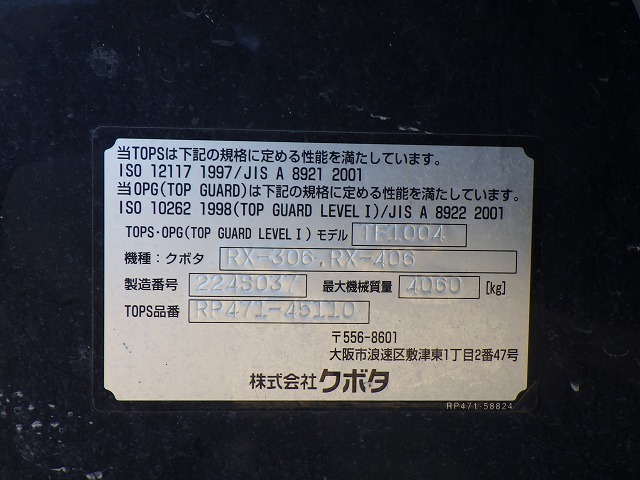 当TOPSは下記の規格に定める性能を満たしています。
ISO 12117 1997/JIS A 8921 2001
当OPG(TOP GUARD)は下記の規格に定める性能を満たしています。
ISO 10262 1998(TOP GUARD LEVEL I)/JIS A 8922 2001
TOPS・OPG(TOP GUARD LEVEL I) モデル TF1004
機種：クボタ RX-306,RX-406
製造番号 2245037 最大機械質量 4060 [kg]
TOPS品番 RP471-45110
〒556-8601
大阪市浪速区敷津東1丁目2番47号
株式会社クボタ
RP471-58824